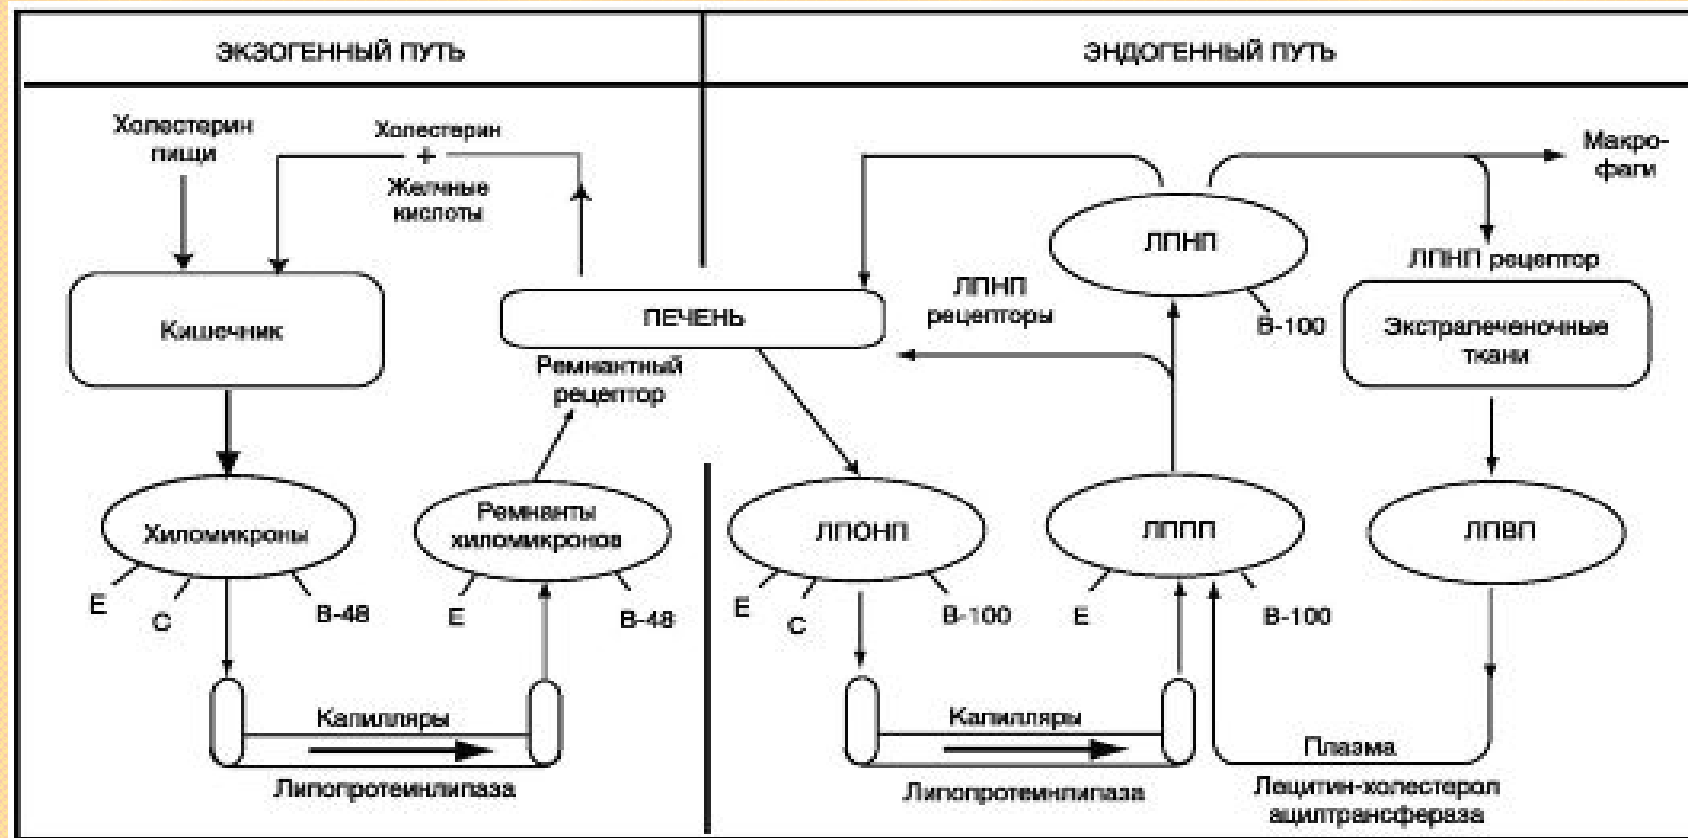 ЭКЗОГЕННЫЙ ПУТЬ
ЭНДОГЕННЫЙ ПУТЬ
Холестерин
пищи
Холестерин
+
Желчные
кислоты
Кишечник
ПЕЧЕНЬ
Ремнантный
рецептор
Хиломикроны
E
C
B-48
Ремнанты
хиломикронов
E
B-48
Капилляры
Липопротеинлипаза
ЛПНП
B-100
Макро-
фаги
ЛПНП рецептор
Экстрапеченочные
ткани
ЛПНП
рецепторы
ЛПОНП
E
C
B-100
ЛППП
E
B-100
ЛПВП
Капилляры
Липопротеинлипаза
Плазма
Лецитин-холестерол
ацилтрансфераза